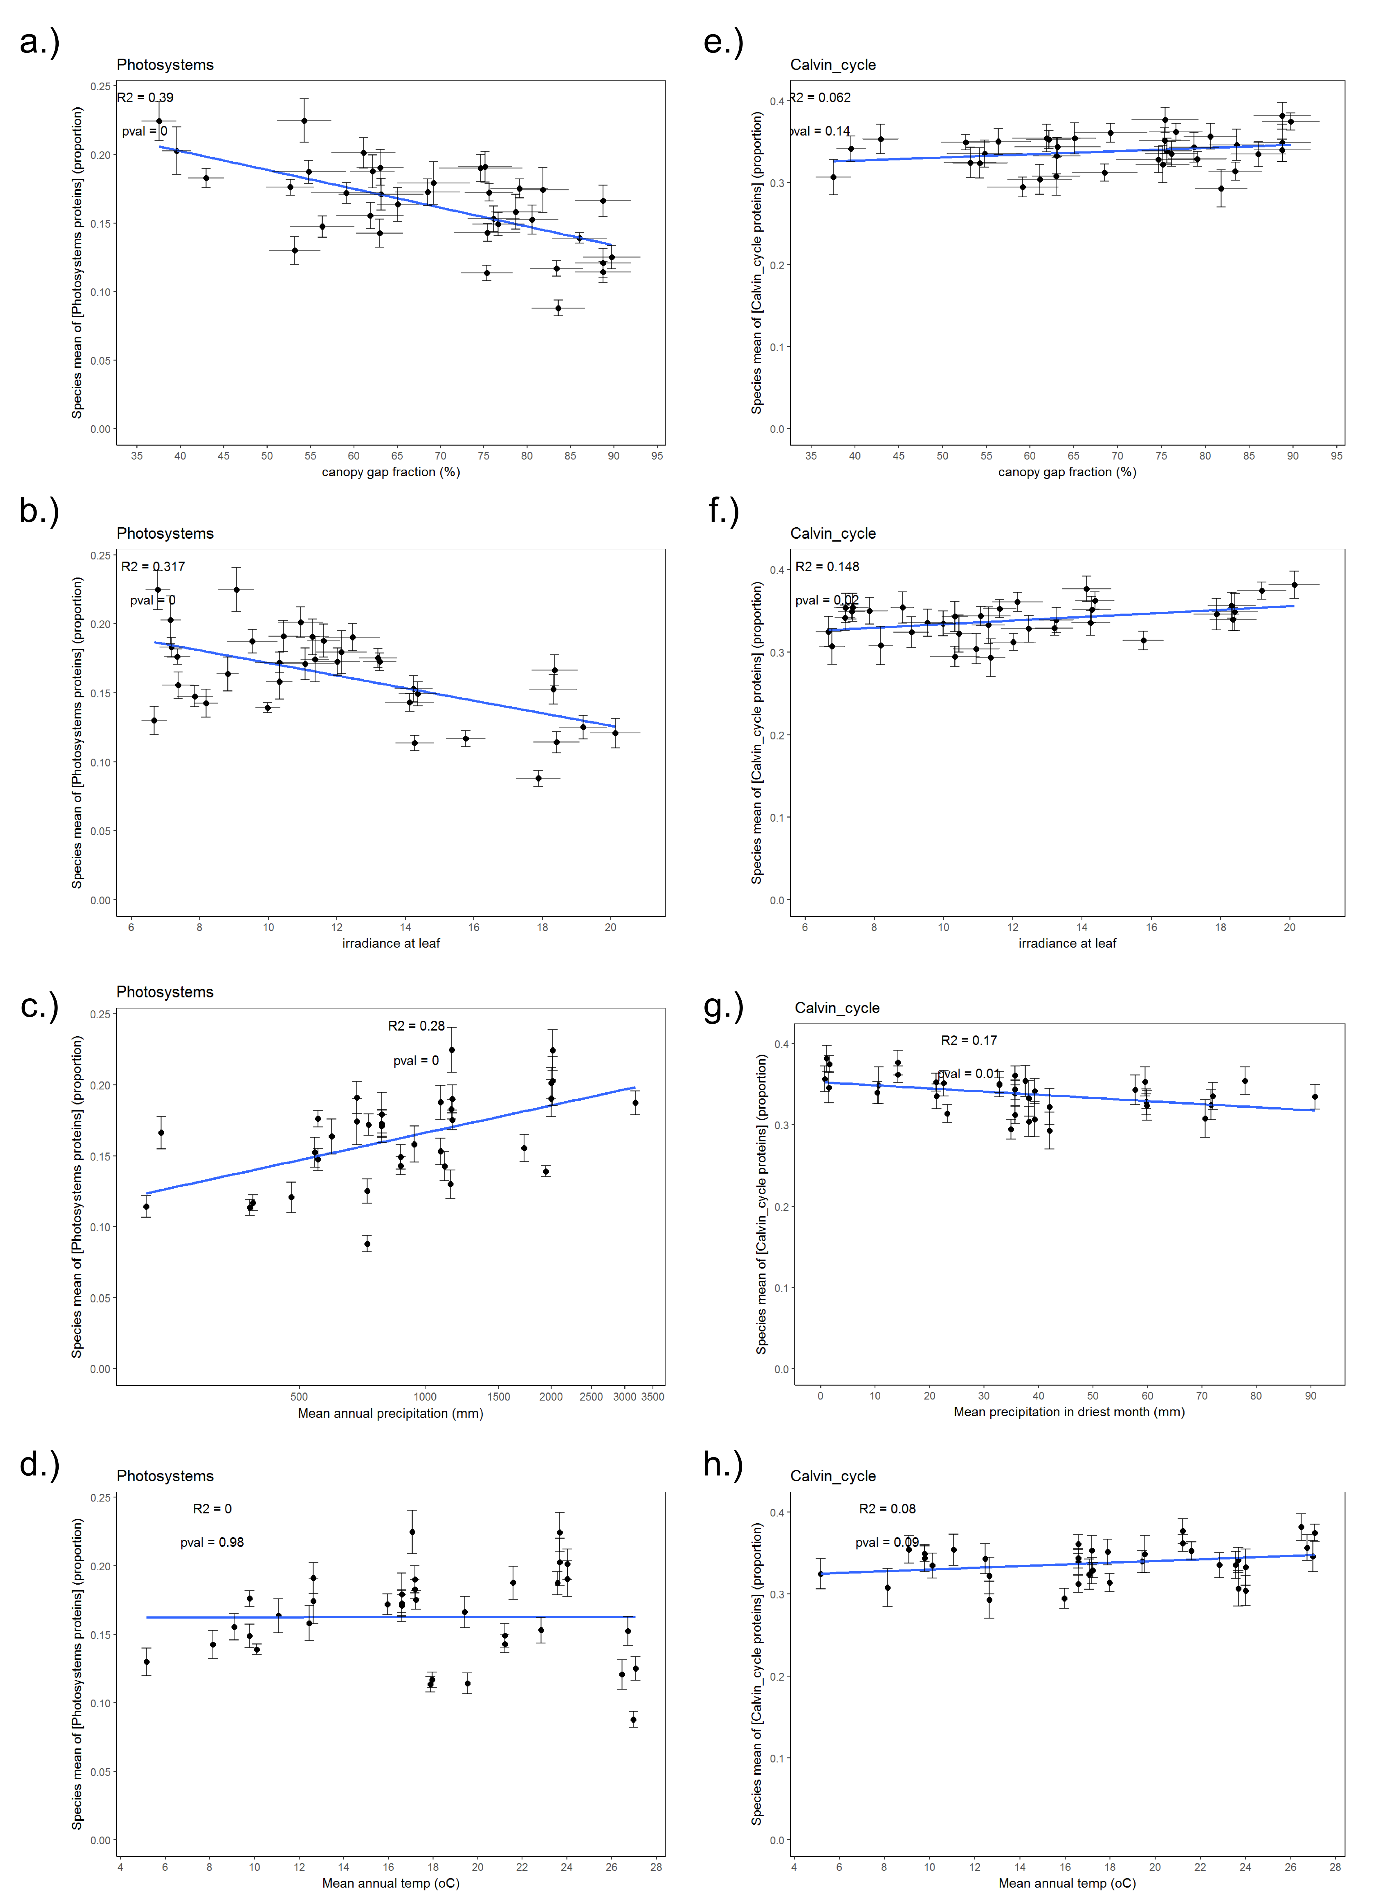 a.)
Photosystems
R2 = 0.39
pval = 0
Species mean of [Photosystems proteins] (proportion)
0.25
0.20
0.15
0.10
0.05
0.00
35 40 45 50 55 60 65 70 75 80 85 90 95
canopy gap fraction (%)
e.)
Calvin_cycle
R2 = 0.062
pval = 0.14
Species mean of [Calvin_cycle proteins] (proportion)
0.4
0.3
0.2
0.1
0.0
35 40 45 50 55 60 65 70 75 80 85 90 95
canopy gap fraction (%)
b.)
Photosystems
R2 = 0.317
pval = 0
Species mean of [Photosystems proteins] (proportion)
0.25
0.20
0.15
0.10
0.05
0.00
6 8 10 12 14 16 18 20
irradiance at leaf
f.)
Calvin_cycle
R2 = 0.148
pval = 0.02
Species mean of [Calvin_cycle proteins] (proportion)
0.4
0.3
0.2
0.1
0.0
6 8 10 12 14 16 18 20
irradiance at leaf
c.)
Photosystems
R2 = 0.28
pval = 0
Species mean of [Photosystems proteins] (proportion)
0.25
0.20
0.15
0.10
0.05
0.00
500 1000 1500 2000 2500 3000 3500
Mean annual precipitation (mm)
g.)
Calvin_cycle
R2 = 0.17
pval = 0.01
Species mean of [Calvin_cycle proteins] (proportion)
0.4
0.3
0.2
0.1
0.0
0 10 20 30 40 50 60 70 80 90
Mean precipitation in driest month (mm)
d.)
Photosystems
R2 = 0
pval = 0.98
Species mean of [Photosystems proteins] (proportion)
0.25
0.20
0.15
0.10
0.05
0.00
4 6 8 10 12 14 16 18 20 22 24 26 28
Mean annual temp (oC)
h.)
Calvin_cycle
R2 = 0.08
pval = 0.09
Species mean of [Calvin_cycle proteins] (proportion)
0.4
0.3
0.2
0.1
0.0
4 6 8 10 12 14 16 18 20 22 24 26 28
Mean annual temp (oC)